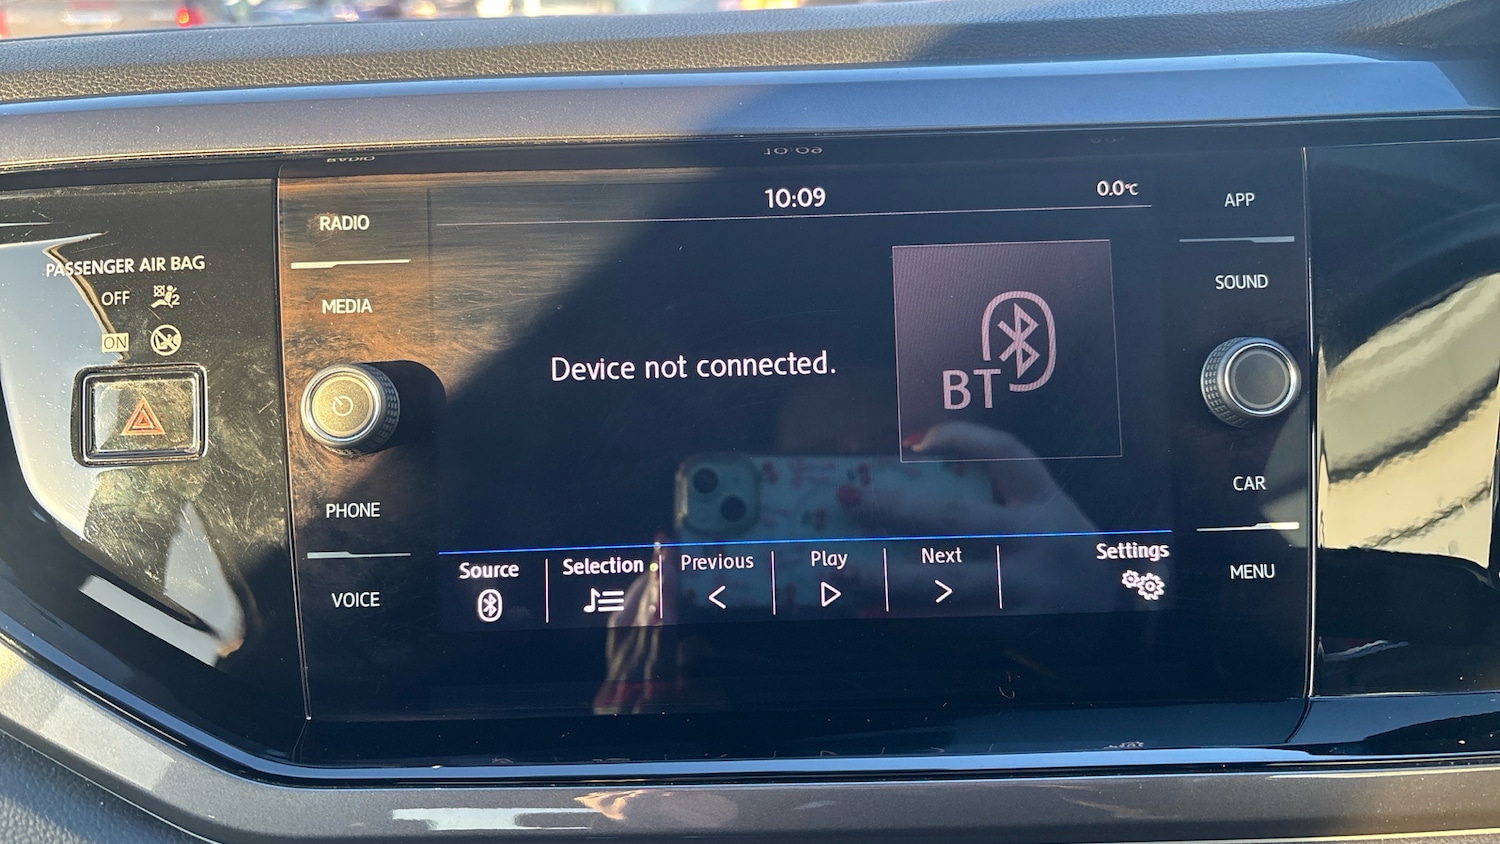 10:09
0.0°C
RADIO
MEDIA
PHONE
VOICE
PASSENGER AIR BAG
OFF
2
ON
Device not connected.
BT
Source
Selection
Previous
Play
Next
Settings
APP
SOUND
CAR
MENU